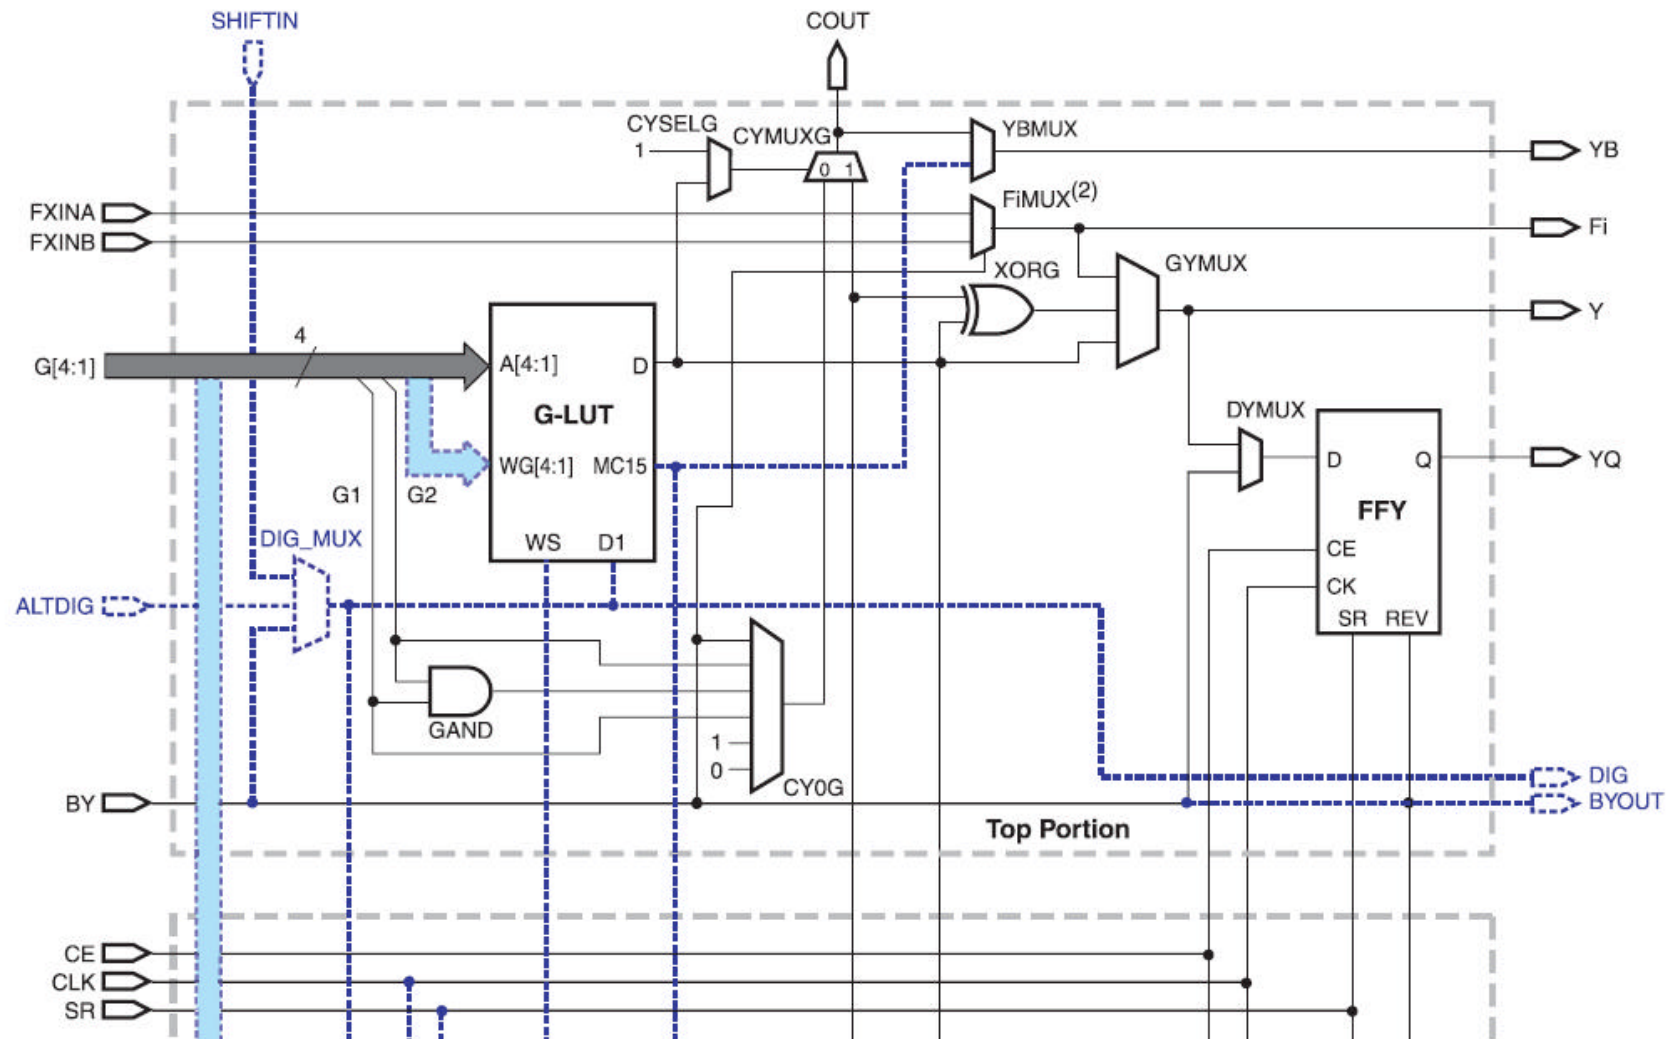 SHIFTIN
COUT
CYSELG
CYMUXG
YBMUX
1
YB
0 1
FiMUX(2)
FXINA
Fi
FXINB
XORG
GYMUX
Y
4
G[4:1]
A[4:1]
D
G-LUT
DYMUX
WG[4:1]
MC15
D
Q
YQ
G1
G2
FFY
DIG_MUX
WS
D1
CE
CK
ALTDIG
SR
REV
GAND
1
0
CY0G
DIG
BY
BYOUT
Top Portion
CE
CLK
SR